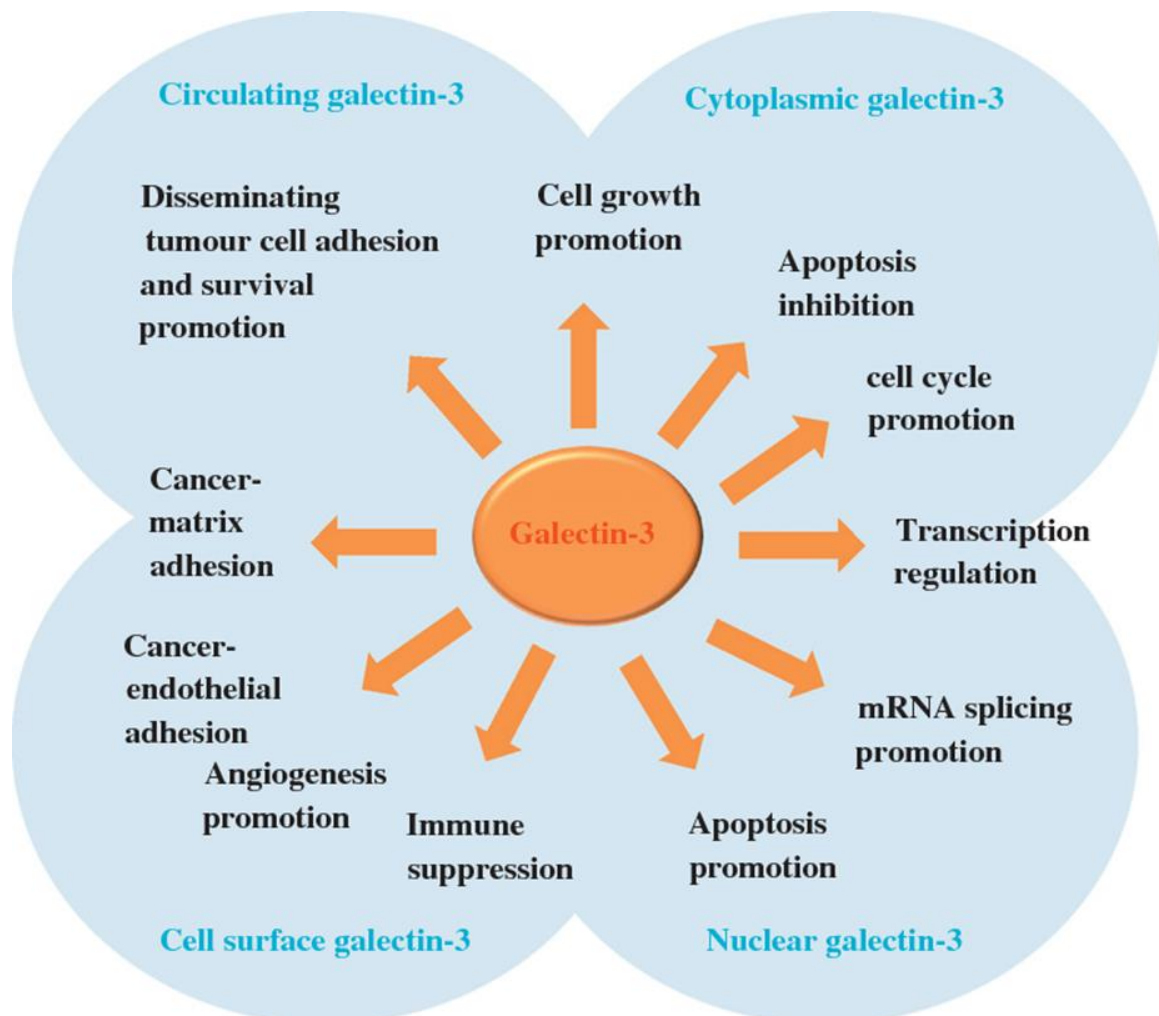 Circulating galectin-3
Cytoplasmic galectin-3
Disseminating
tumour cell adhesion
and survival
promotion
Cell growth
promotion
Apoptosis
inhibition
cell cycle
promotion
Cancer-
matrix
adhesion
Galectin-3
Transcription
regulation
Cancer-
endothelial
adhesion
mRNA splicing
promotion
Angiogenesis
promotion
Immune
suppression
Apoptosis
promotion
Cell surface galectin-3
Nuclear galectin-3